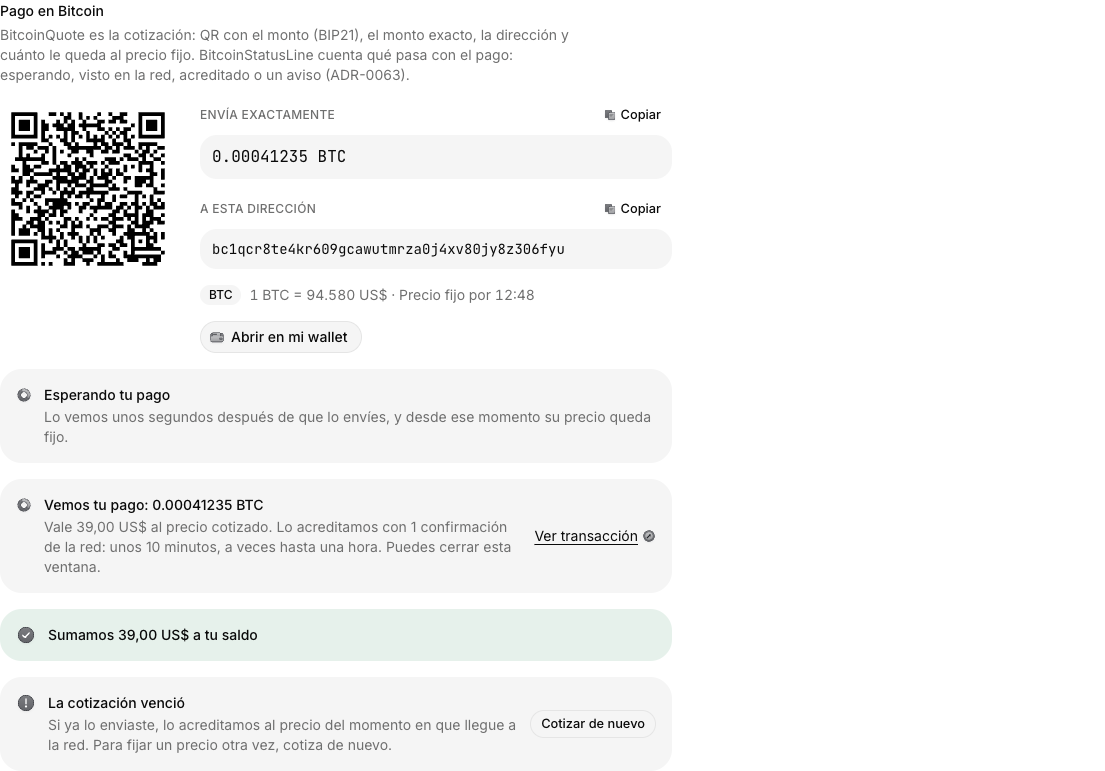 Pago en Bitcoin
BitcoinQuote es la cotización: QR con el monto (BIP21), el monto exacto, la dirección y
cuánto le queda al precio fijo. BitcoinStatusLine cuenta qué pasa con el pago:
esperando, visto en la red, acreditado o un aviso (ADR-0063).
ENVÍA EXACTAMENTE
Copiar
0.00041235 BTC
A ESTA DIRECCIÓN
Copiar
bc1qcr8te4kr609gcawutmrza0j4xv80jy8z306fyu
BTC 1 BTC = 94.580 US$ · Precio fijo por 12:48
Abrir en mi wallet
Esperando tu pago
Lo vemos unos segundos después de que lo envíes, y desde ese momento su precio queda
fijo.
Vemos tu pago: 0.00041235 BTC
Vale 39,00 US$ al precio cotizado. Lo acreditamos con 1 confirmación
de la red: unos 10 minutos, a veces hasta una hora. Puedes cerrar esta
ventana.
Ver transacción
Sumamos 39,00 US$ a tu saldo
La cotización venció
Si ya lo enviaste, lo acreditamos al precio del momento en que llegue a
la red. Para fijar un precio otra vez, cotiza de nuevo.
Cotizar de nuevo